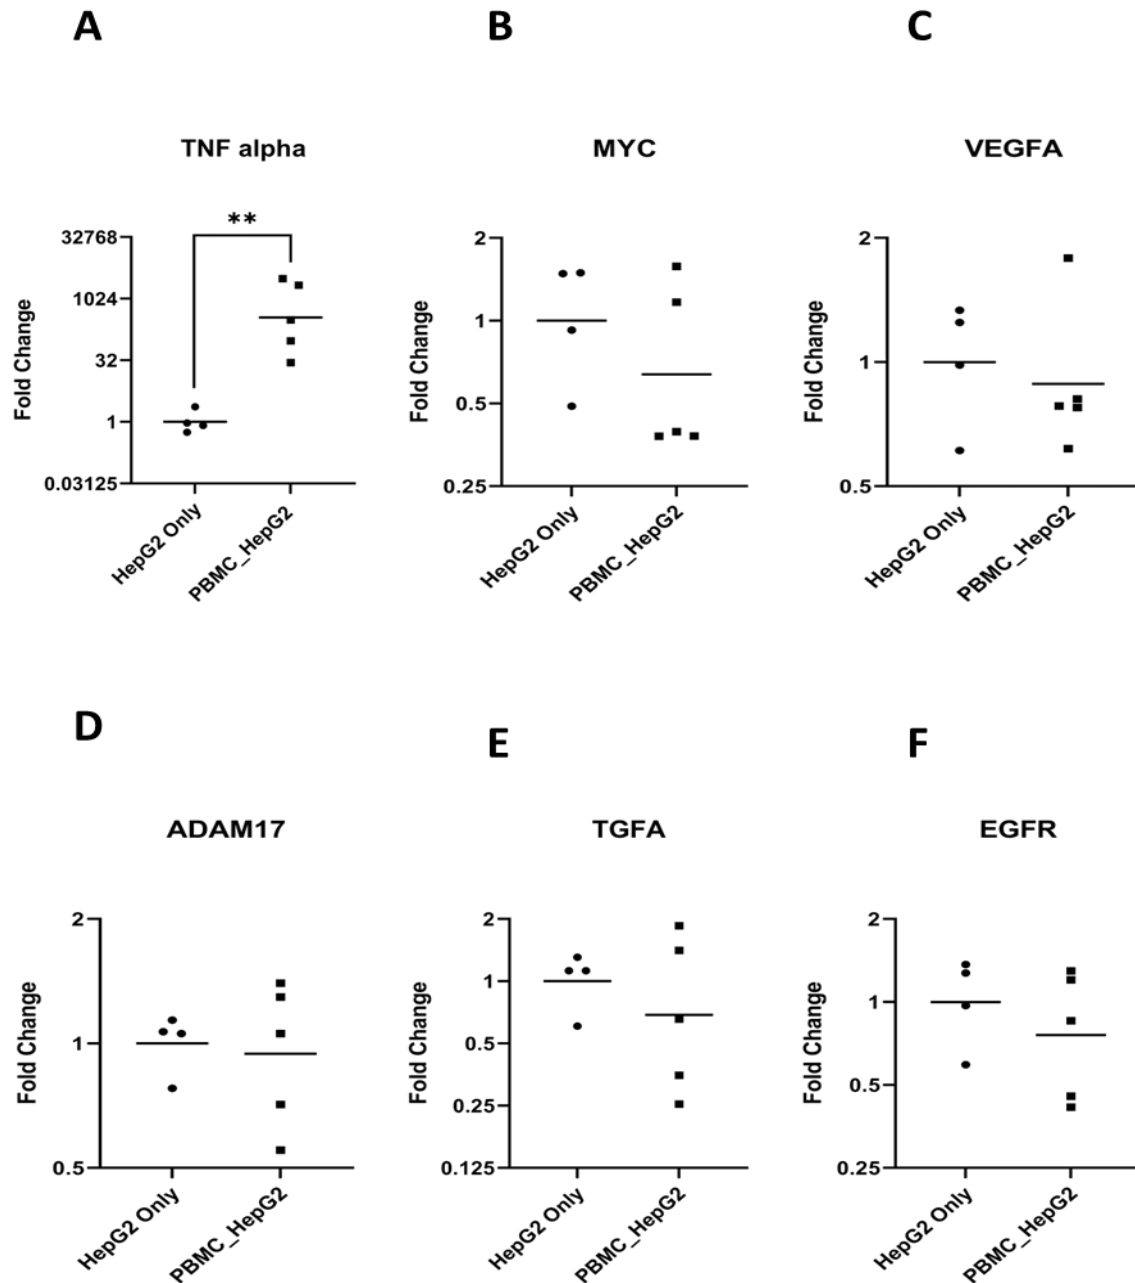 A
B
C
TNF alpha
MYC
VEGFA
**
Fold Change
32768
1024
32
1
0.03125
HepG2 Only
PBMC_HepG2
Fold Change
2
1
0.5
0.25
HepG2 Only
PBMC_HepG2
Fold Change
2
1
0.5
HepG2 Only
PBMC_HepG2
D
E
F
ADAM17
TGFA
EGFR
Fold Change
2
1
0.5
HepG2 Only
PBMC_HepG2
Fold Change
2
1
0.5
0.25
0.125
HepG2 Only
PBMC_HepG2
Fold Change
2
1
0.5
0.25
HepG2 Only
PBMC_HepG2